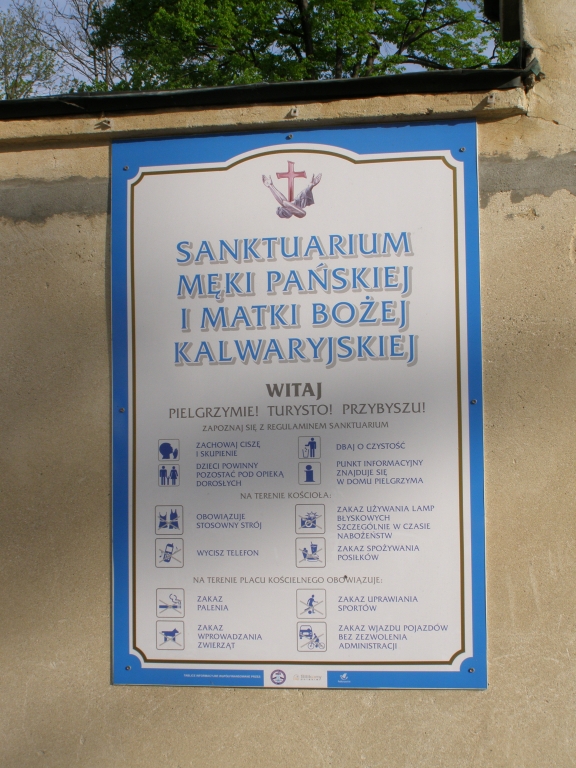 SANKTUARIUM
MĘKI PAŃSKIEJ
I MATKI BOŻEJ
KALWARYJSKIEJ
WITAJ
PIELGRZYMIE! TURYSTO! PRZYBYSZU!
ZAPOZNAJ SIĘ Z REGULAMINEM SANKTUARIUM
ZACHOWAJ CISZĘ
I SKUPIENIE
DBAJ O CZYSTOŚĆ
DZIECI POWINNY
POZOSTAĆ POD OPIEKĄ
DOROSŁYCH
PUNKT INFORMACYJNY
ZNAJDUJE SIĘ
W DOMU PIELGRZYMA
NA TERENIE KOŚCIOŁA:
OBOWIĄZUJE
STOSOWNY STRÓJ
ZAKAZ UŻYWANIA LAMP
BŁYSKOWYCH
SZCZEGÓLNIE W CZASIE
NABOŻEŃSTW
WYCISZ TELEFON
ZAKAZ SPOŻYWANIA
POSIŁKÓW
NA TERENIE PLACU KOŚCIELNEGO OBOWIĄZUJE:
ZAKAZ
PALENIA
ZAKAZ UPRAWIANIA
SPORTÓW
ZAKAZ
WPROWADZANIA
ZWIERZĄT
ZAKAZ WJAZDU POJAZDÓW
BEZ ZEZWOLENIA
ADMINISTRACJI